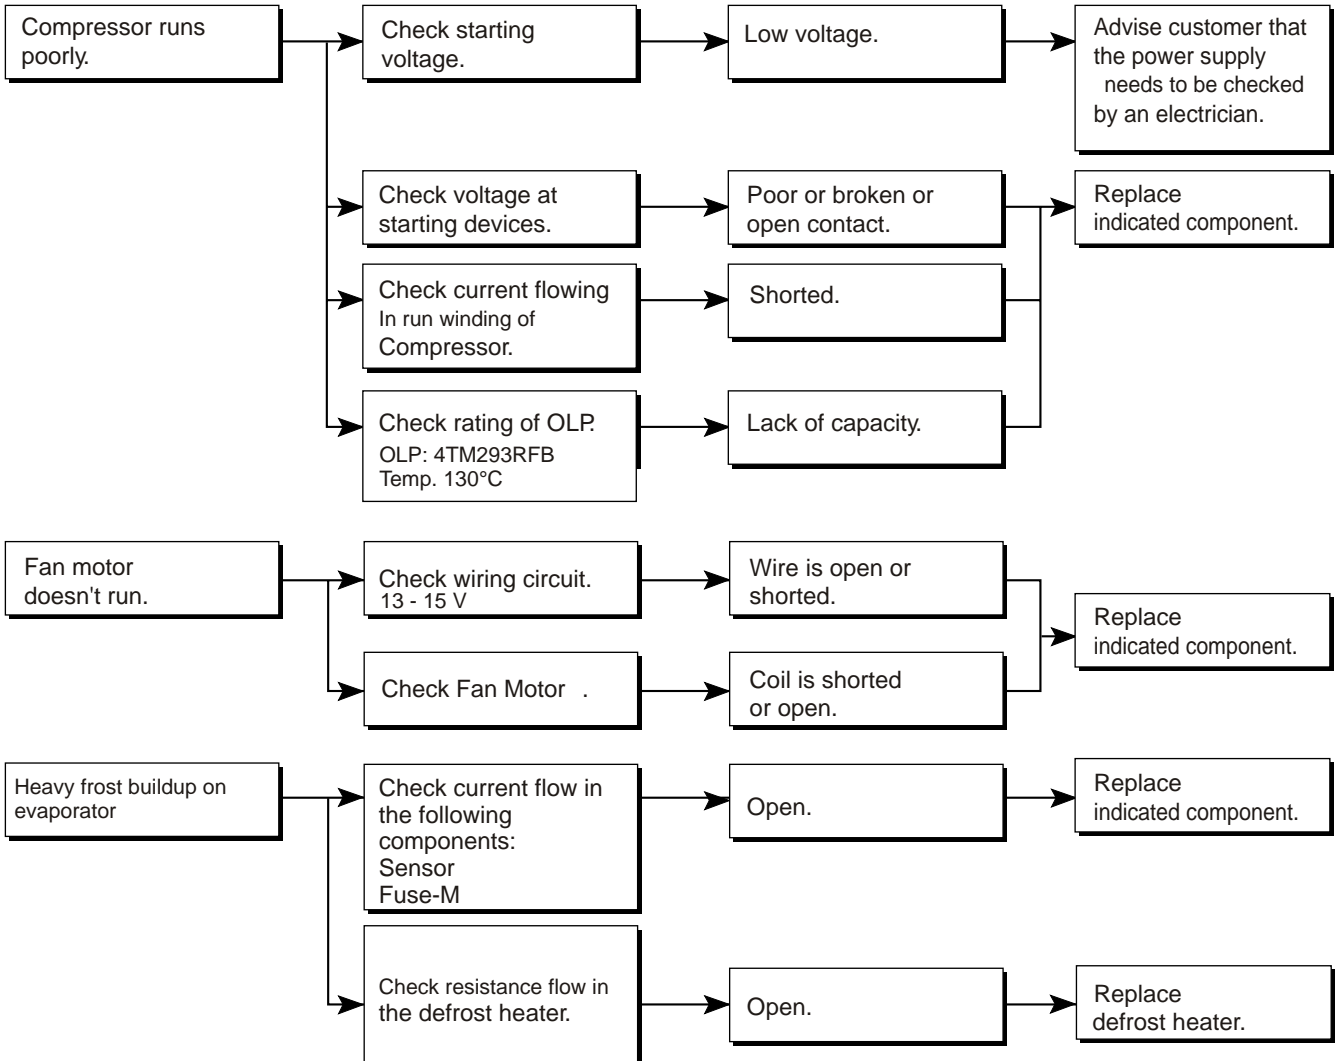 Compressor runs
poorly.
Check starting
voltage.
Low voltage.
Advise customer that
the power supply
needs to be checked
by an electrician.
Check voltage at
starting devices.
Poor or broken or
open contact.
Replace
indicated component.
Check current flowing
In run winding of
Compressor.
Shorted.
Check rating of OLP.
OLP: 4TM293RFB
Temp. 130°C
Lack of capacity.
Fan motor
doesn't run.
Check wiring circuit.
13 - 15 V
Wire is open or
shorted.
Replace
indicated component.
Check Fan Motor .
Coil is shorted
or open.
Heavy frost buildup on
evaporator
Check current flow in
the following
components:
Sensor
Fuse-M
Open.
Replace
indicated component.
Check resistance flow in
the defrost heater.
Open.
Replace
defrost heater.